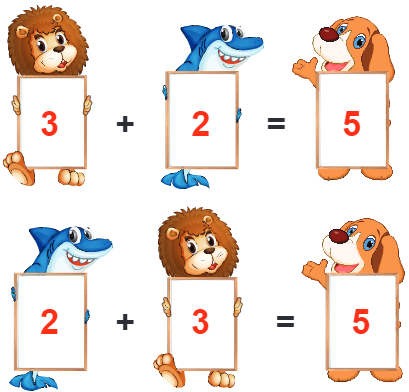 3 + 2 = 5
2 + 3 = 5